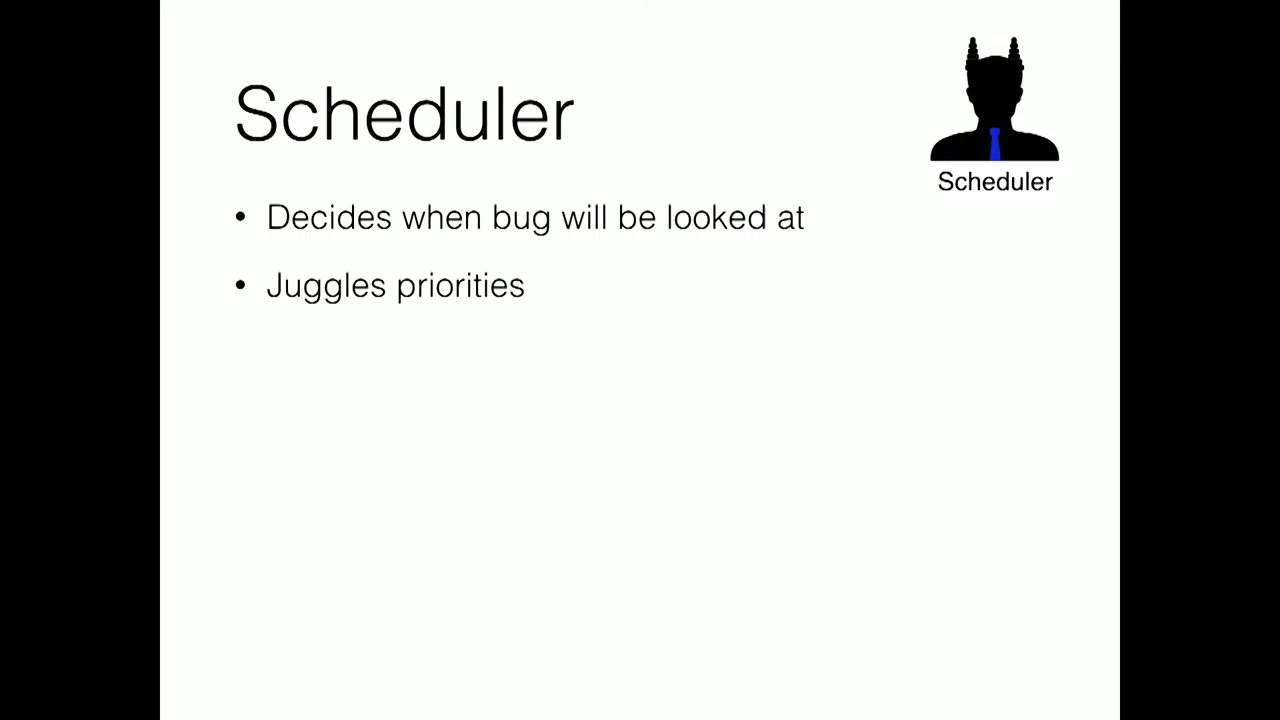 Scheduler
Scheduler
• Decides when bug will be looked at
• Juggles priorities